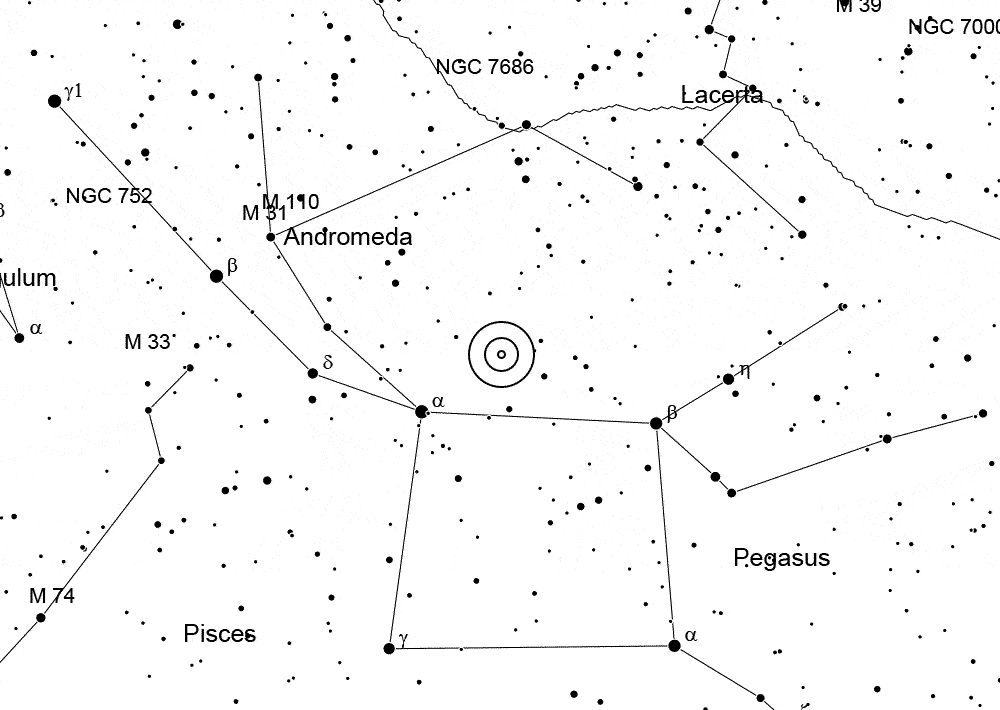 M 39
NGC 7000
NGC 7686
γ1
Lacerta
NGC 752
M 110
M 31
β
Andromeda
β
ulum
α
M 33
δ
η
α
β
Pegasus
M 74
Pisces
γ
α